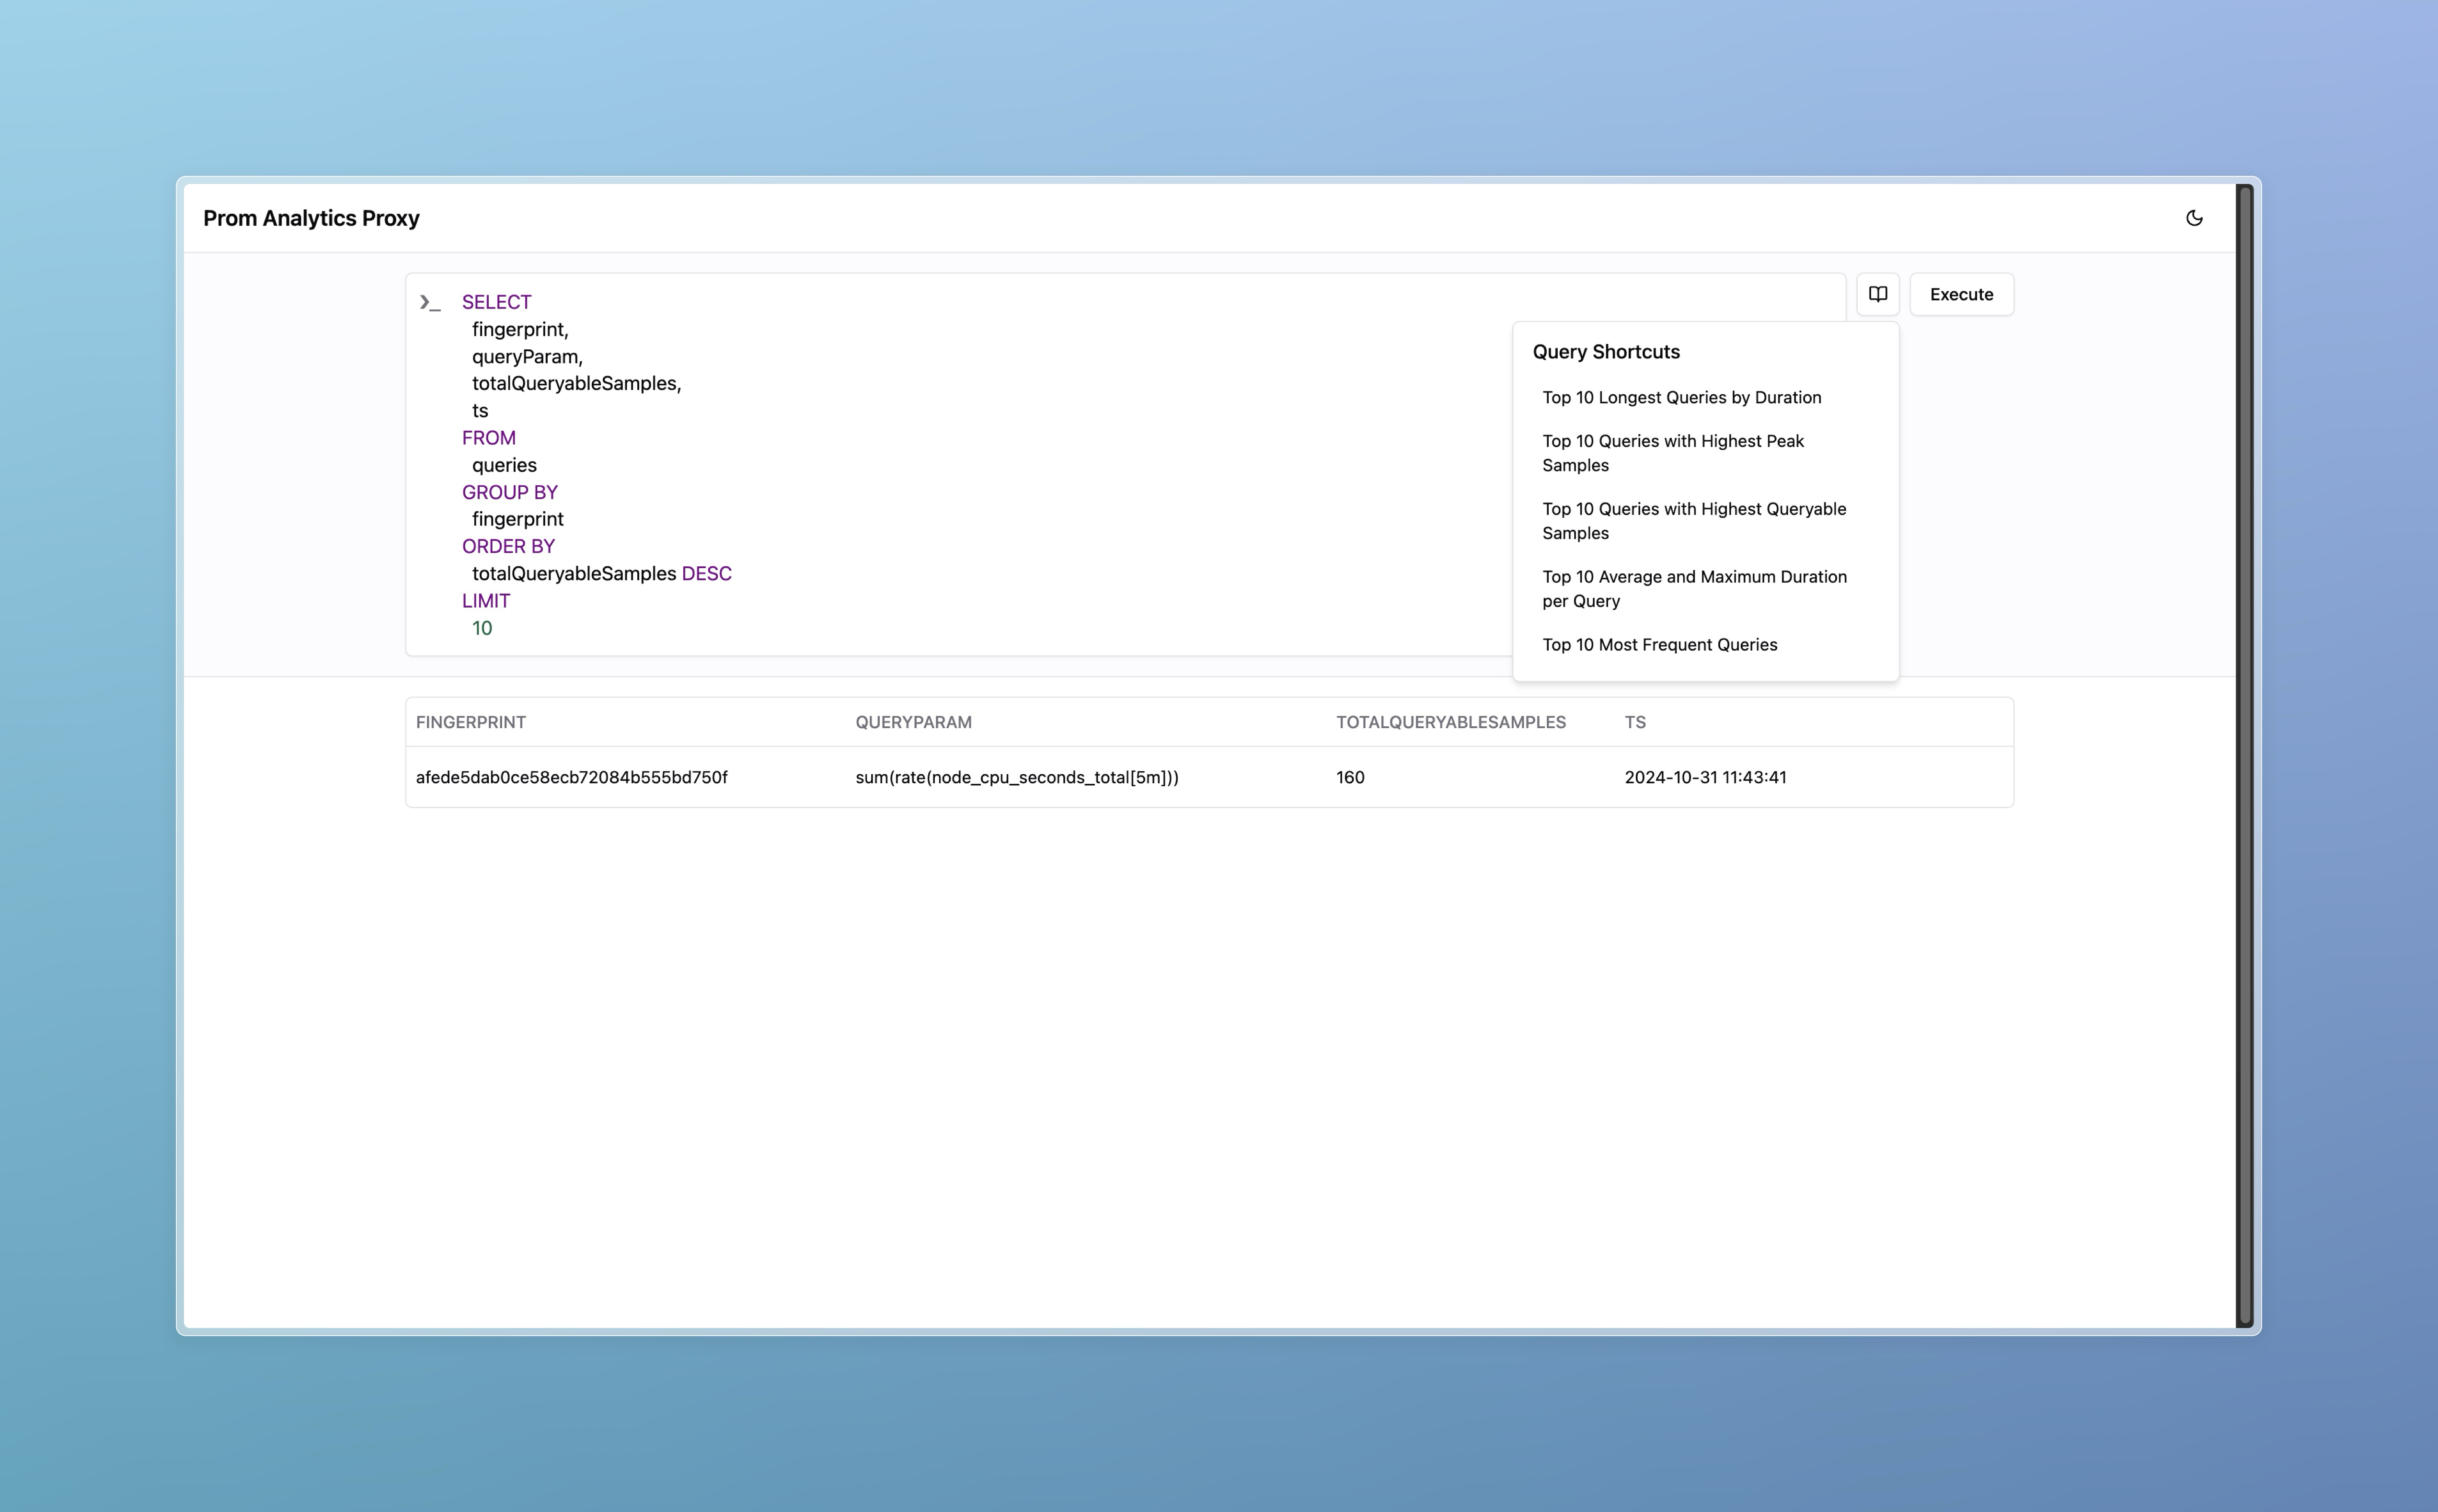 Prom Analytics Proxy
SELECT
fingerprint,
queryParam,
totalQueryableSamples,
ts
FROM
queries
GROUP BY
fingerprint
ORDER BY
totalQueryableSamples DESC
LIMIT
10
Execute
Query Shortcuts
Top 10 Longest Queries by Duration
Top 10 Queries with Highest Peak
Samples
Top 10 Queries with Highest Queryable
Samples
Top 10 Average and Maximum Duration
per Query
Top 10 Most Frequent Queries
FINGERPRINT QUERYPARAM TOTALQUERYABLESAMPLES TS
afede5dab0ce58ecb72084b555bd750f sum(rate(node_cpu_seconds_total[5m])) 160 2024-10-31 11:43:41